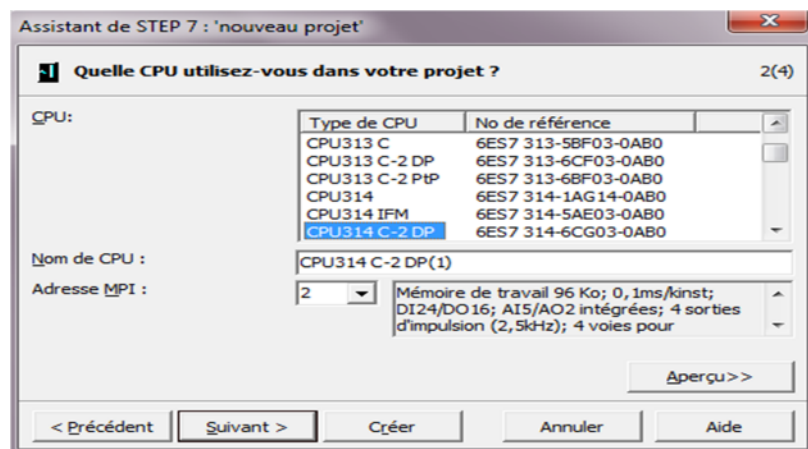 Assistant de STEP 7 : 'nouveau projet'
Quelle CPU utilisez-vous dans votre projet ? 2(4)
CPU:
Type de CPU No de référence
CPU313 C 6ES7 313-5BF03-0AB0
CPU313 C-2 DP 6ES7 313-6CF03-0AB0
CPU313 C-2 PtP 6ES7 313-6BF03-0AB0
CPU314 6ES7 314-1AG14-0AB0
CPU314 IFM 6ES7 314-5AE03-0AB0
CPU314 C-2 DP 6ES7 314-6CG03-0AB0
Nom de CPU : CPU314 C-2 DP(1)
Adresse MPI : 2 Mémoire de travail 96 Ko; 0,1ms/kinst;
DI24/DO16; AI5/AO2 intégrées; 4 sorties
d'impulsion (2,5kHz); 4 voies pour
Aperçu>>
< Précédent Suivant > Créer Annuler Aide